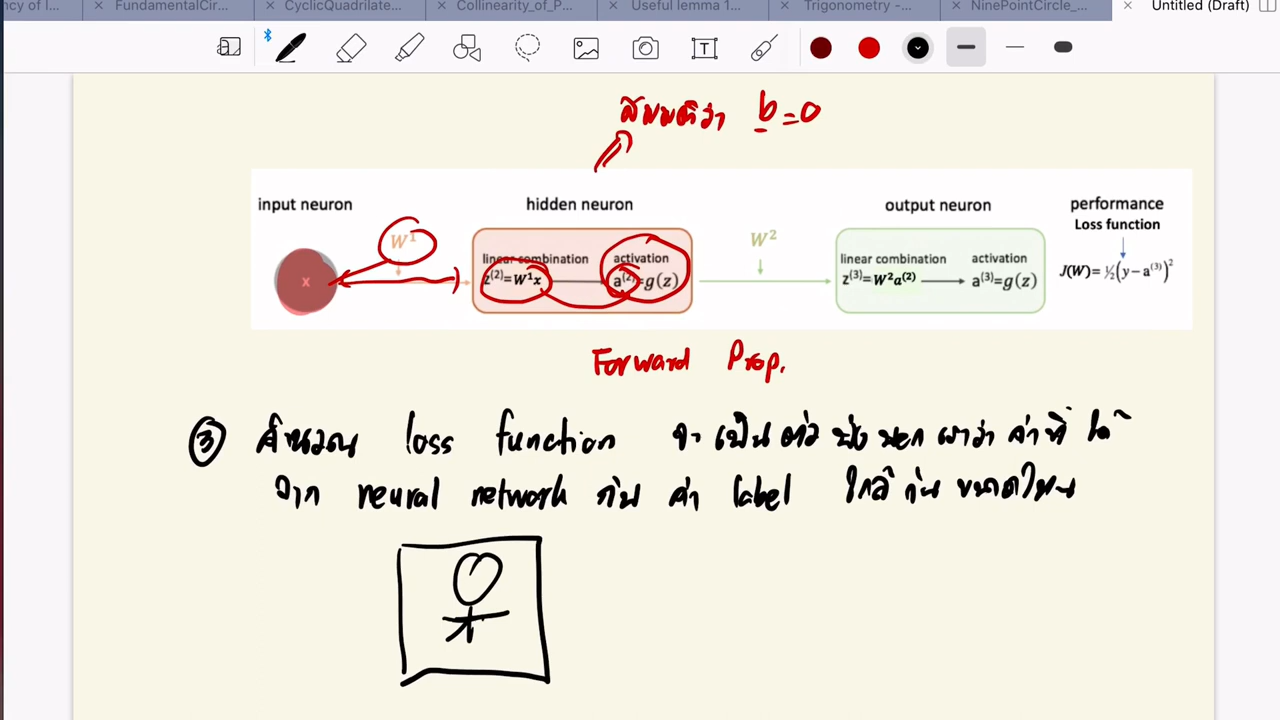 ncy of I...
FundamentalCir...
CyclicQuadrilate...
Collinearity_of_P...
Useful lemma 1...
Trigonometry -...
NinePointCircle_...
Untitled (Draft)
สมมติว่า b=0
input neuron
hidden neuron
output neuron
performance
Loss function
W¹
linear combination
activation
z⁽²⁾=W¹x
a⁽²⁾=g(z)
W²
linear combination
activation
z⁽³⁾=W²a⁽²⁾
a⁽³⁾=g(z)
J(W)= ½(y−a⁽³⁾)²
x
Forward Prop.
③ คำนวณ loss function จะเป็นตัวบ่งบอกเราว่าค่าที่ได้
จาก neural network กับ ค่า label ใกล้กันขนาดไหน